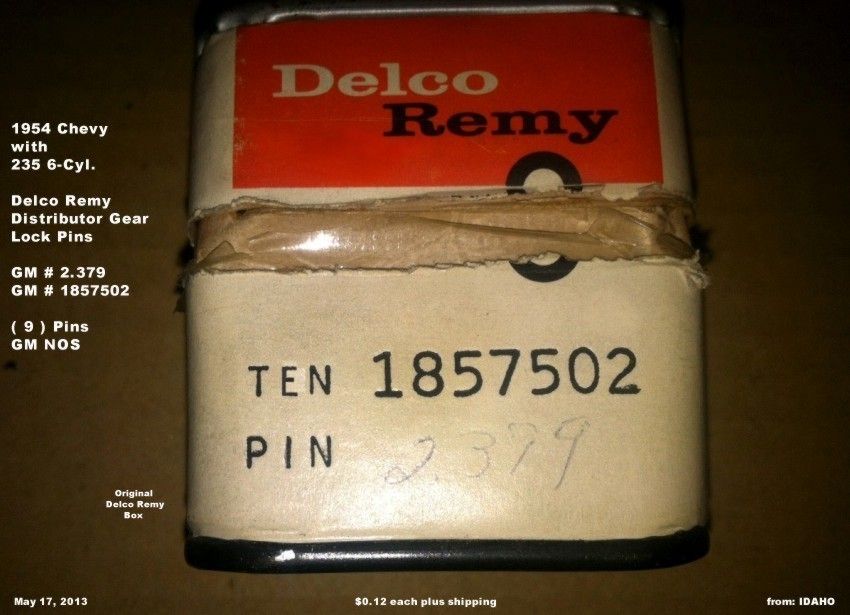 Delco
Remy
1954 Chevy
with
235 6-Cyl.
Delco Remy
Distributor Gear
Lock Pins
GM # 2.379
GM # 1857502
( 9 ) Pins
GM NOS
TEN 1857502
PIN 2.379
Original
Delco Remy
Box
May 17, 2013
$0.12 each plus shipping
from: IDAHO